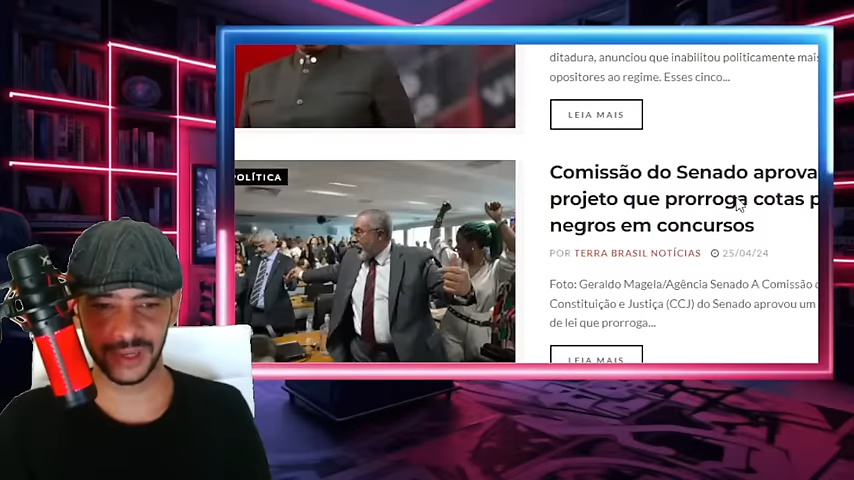 ditadura, anunciou que inabilitou politicamente mais
opositores ao regime. Esses cinco...
LEIA MAIS
POLÍTICA
Comissão do Senado aprova
projeto que prorroga cotas p
negros em concursos
POR TERRA BRASIL NOTÍCIAS 25/04/24
Foto: Geraldo Magela/Agência Senado A Comissão d
Constituição e Justiça (CCJ) do Senado aprovou um
de lei que prorroga...
LEIA MAIS